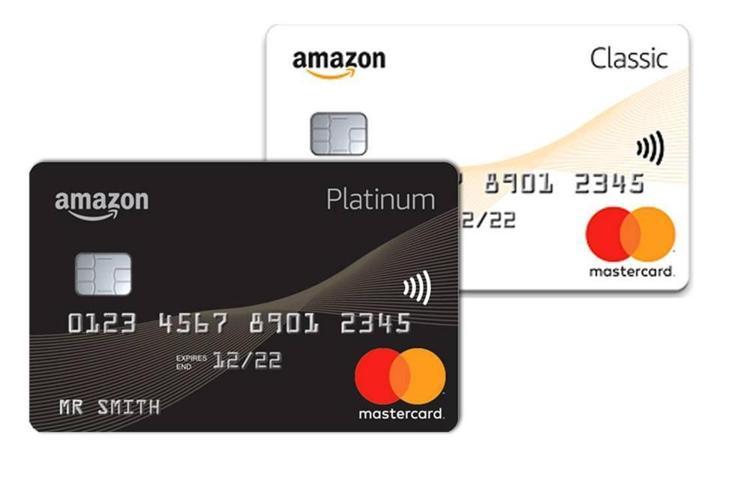 amazon Classic
8901 2345
2/22
mastercard.
amazon Platinum
0123 4567 8901 2345
EXPIRES END 12/22
MR SMITH
mastercard.